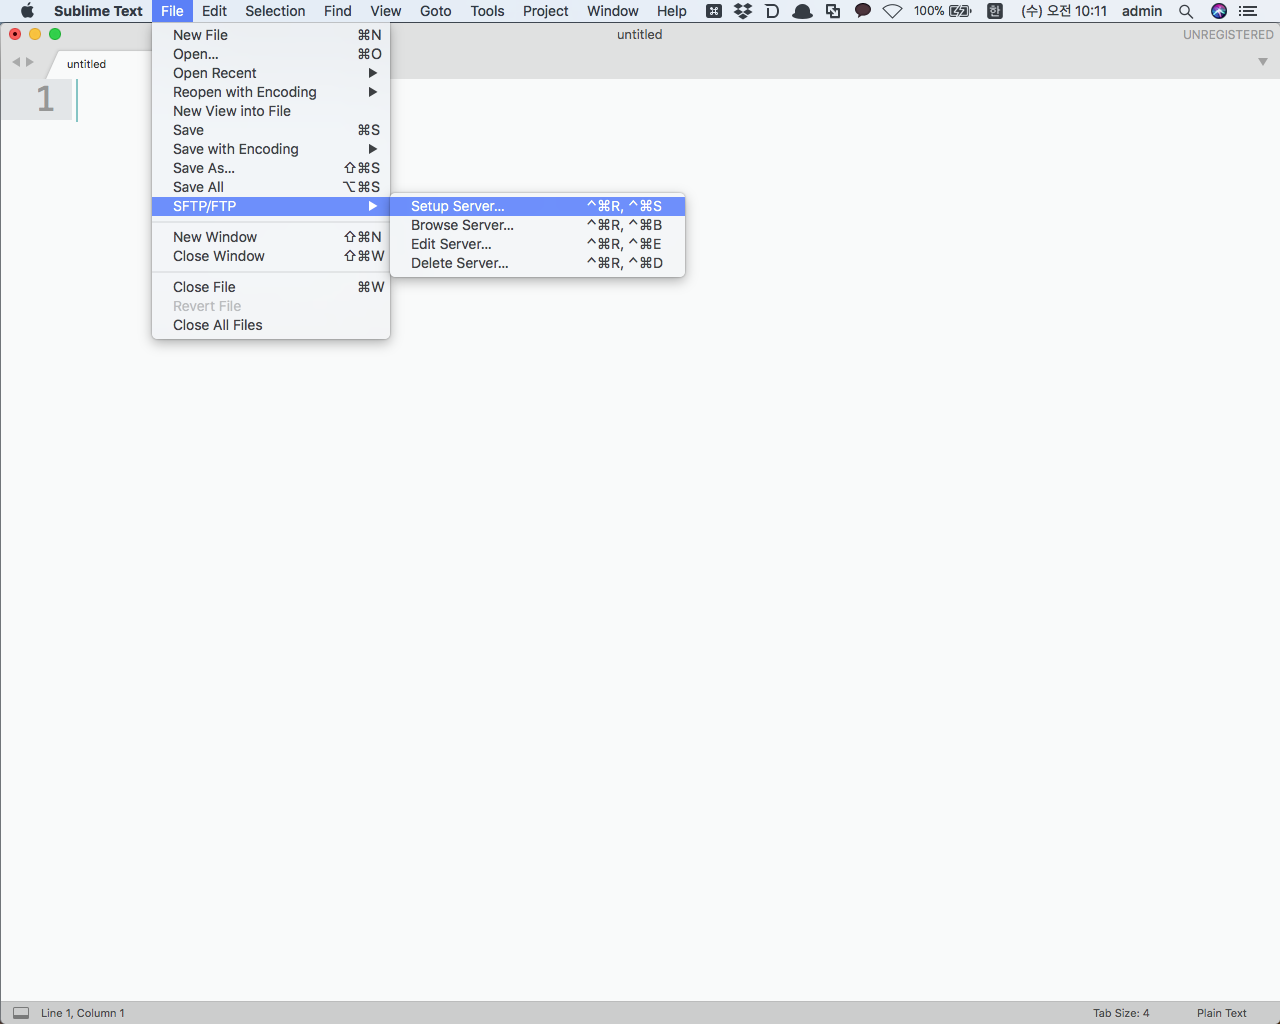 Sublime Text File Edit Selection Find View Goto Tools Project Window Help 100% 한 (수) 오전 10:11 admin
untitled UNREGISTERED
untitled
1
New File ⌘N
Open... ⌘O
Open Recent
Reopen with Encoding
New View into File
Save ⌘S
Save with Encoding
Save As... ⇧⌘S
Save All ⌥⌘S
SFTP/FTP
New Window ⇧⌘N
Close Window ⇧⌘W
Close File ⌘W
Revert File
Close All Files
Setup Server... ^⌘R, ^⌘S
Browse Server... ^⌘R, ^⌘B
Edit Server... ^⌘R, ^⌘E
Delete Server... ^⌘R, ^⌘D
Line 1, Column 1 Tab Size: 4 Plain Text